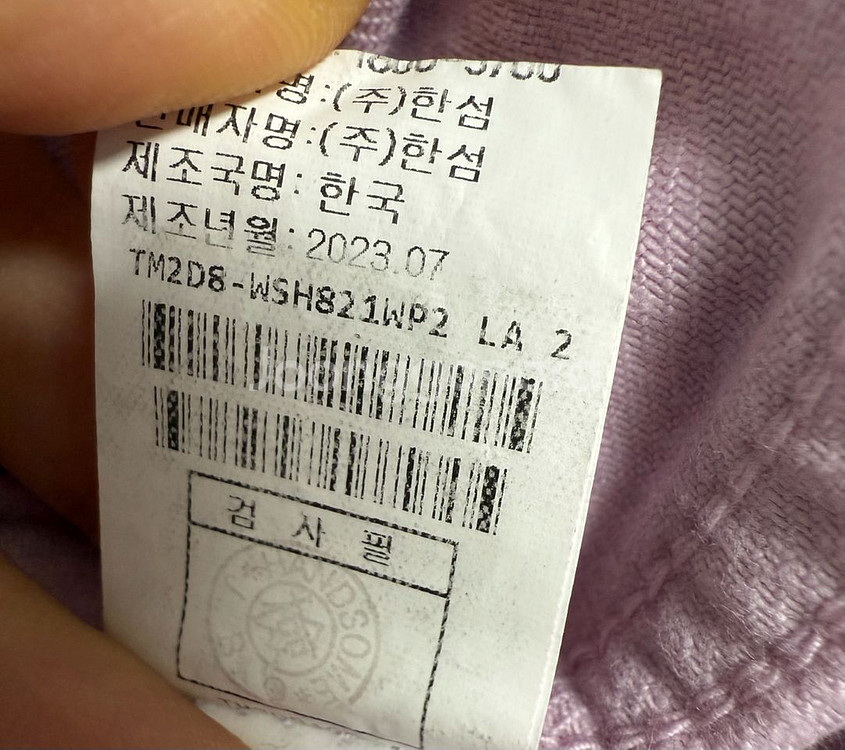 명:(주)한섬
판매자명:(주)한섬
제조국명: 한국
제조년월: 2023.07
TM2D8-WSH821WP2 LA 2
검 사 필
HANDSOME